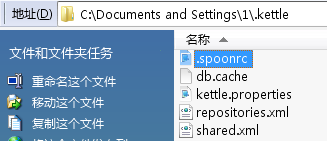 地址(D) C:\Documents and Settings\1\.kettle
名称
文件和文件夹任务
.spoonrc
db.cache
重命名这个文件
kettle.properties
移动这个文件
repositories.xml
复制这个文件
shared.xml